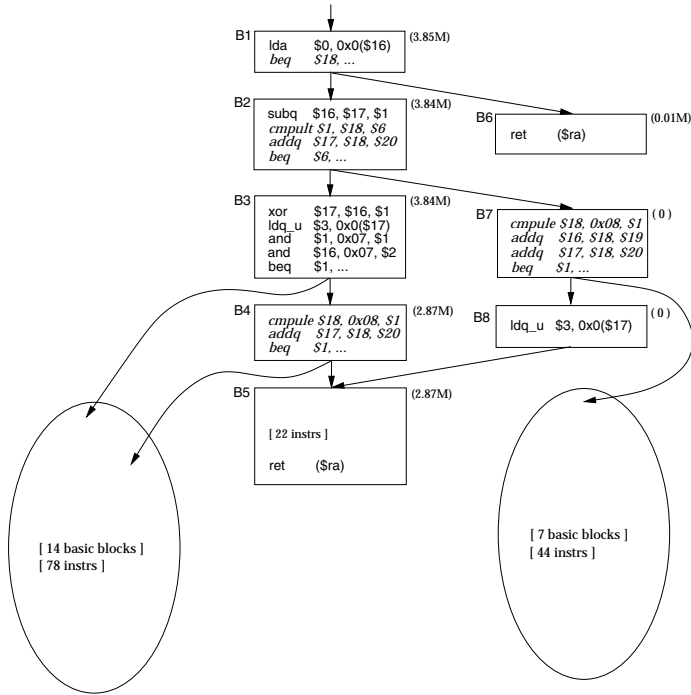 B1
(3.85M)
lda $0, 0x0($16)
beq $18, ...
B2
(3.84M)
subq $16, $17, $1
cmpult $1, $18, $6
addq $17, $18, $20
beq $6, ...
B6
(0.01M)
ret ($ra)
B3
(3.84M)
xor $17, $16, $1
ldq_u $3, 0x0($17)
and $1, 0x07, $1
and $16, 0x07, $2
beq $1, ...
B7
( 0 )
cmpule $18, 0x08, $1
addq $16, $18, $19
addq $17, $18, $20
beq $1, ...
B4
(2.87M)
cmpule $18, 0x08, $1
addq $17, $18, $20
beq $1, ...
B8
( 0 )
ldq_u $3, 0x0($17)
B5
(2.87M)
[ 22 instrs ]
ret ($ra)
[ 14 basic blocks ]
[ 78 instrs ]
[ 7 basic blocks ]
[ 44 instrs ]